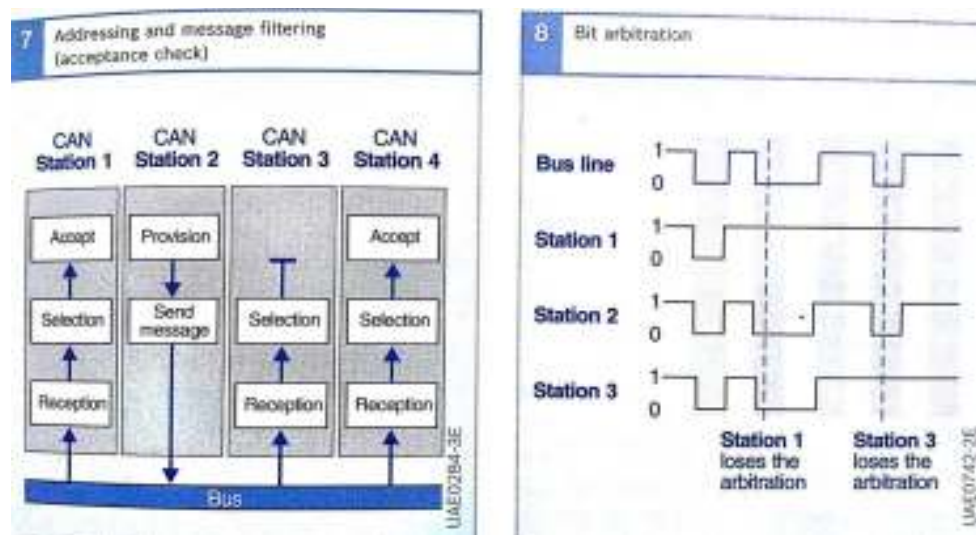 7 Addressing and message filtering
(acceptance check)
CAN CAN CAN CAN
Station 1 Station 2 Station 3 Station 4
Accept Provision Accept
Selection Send message Selection Selection
Reception Reception Reception
Bus
UAE0284-3E
8 Bit arbitration
Bus line 1
0
Station 1 1
0
Station 2 1
0
Station 3 1
0
Station 1 Station 3
loses the loses the
arbitration arbitration
UAE0742-2E